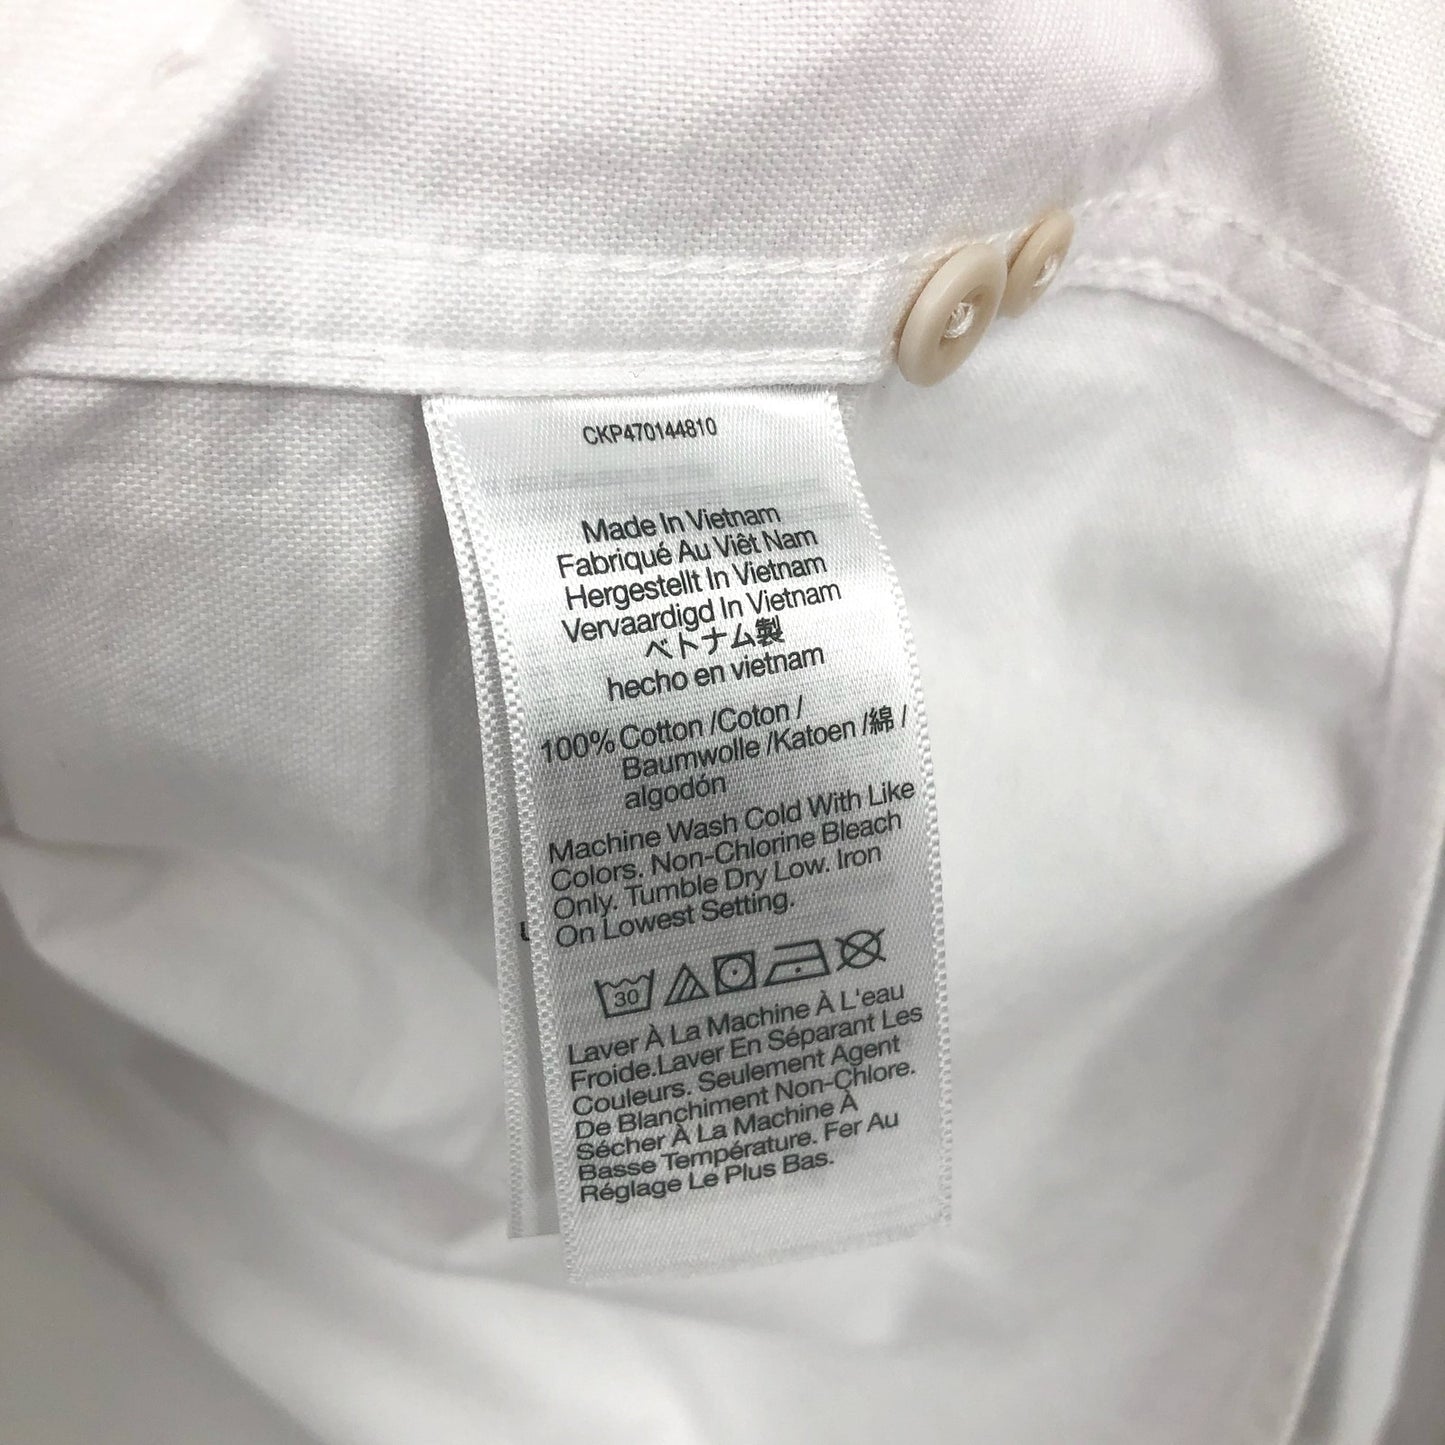 CKP470144810
Made In Vietnam
Fabriqué Au Viêt Nam
Hergestellt In Vietnam
Vervaardigd In Vietnam
ベトナム製
hecho en vietnam
100% Cotton /Coton /
Baumwolle /Katoen /綿 /
algodón
Machine Wash Cold With Like
Colors. Non-Chlorine Bleach
Only. Tumble Dry Low. Iron
On Lowest Setting.
30
Laver À La Machine À L'eau
Froide.Laver En Séparant Les
Couleurs. Seulement Agent
De Blanchiment Non-Chlore.
Sécher À La Machine À
Basse Température. Fer Au
Réglage Le Plus Bas.